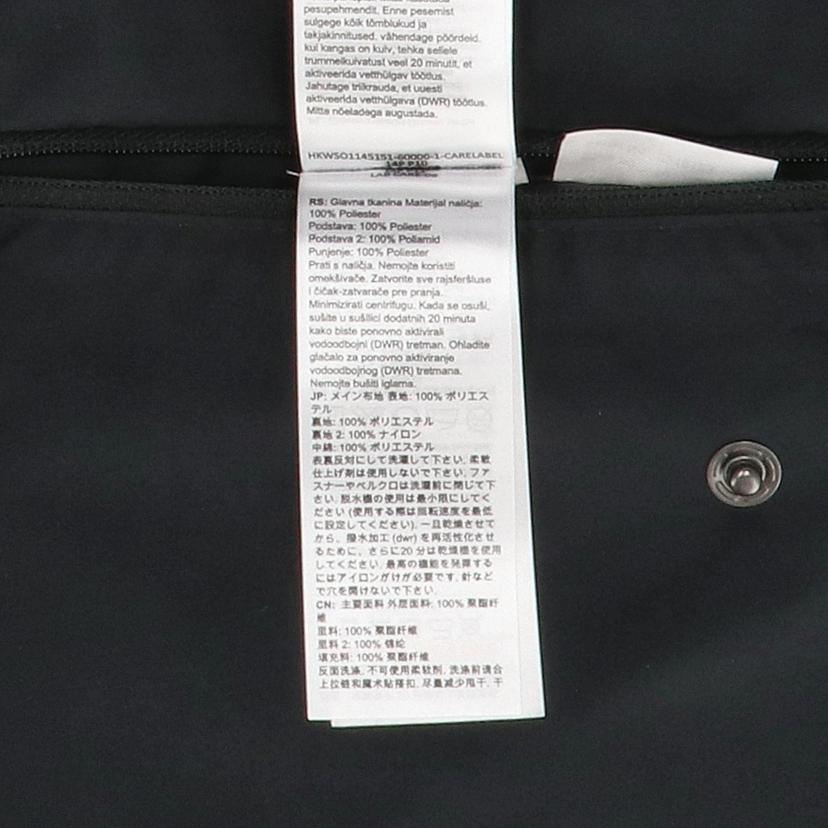 pesupehmendit. Enne pesemist
sulgege kõik tõmblukud ja
takjakinnitused. vähendage pöördeid.
kui kangas on kuiv, tehke sellele
trummelkuivatust veel 20 minutit, et
aktiveerida vetthülgav töötlus.
Jahutage triikrauda, et uuesti
aktiveerida vetthülgava (DWR) töötlus.
Mitte nõeladega augustada.
HKWSO1145151-60000-1-CARELABEL
14P P10
RS: Glavna tkanina Materijal naličja:
100% Poliester
Podstava: 100% Poliester
Podstava 2: 100% Poliamid
Punjenje: 100% Poliester
Prati s naličja. Nemojte koristiti
omekšivače. Zatvorite sve rajsferšluse
i čičak-zatvarače pre pranja.
Minimizirati centrifugu. Kada se osuši,
sušite u sušilici dodatnih 20 minuta
kako biste ponovno aktivirali
vodoodbojni (DWR) tretman. Ohladite
glačalo za ponovno aktiviranje
vodoodbojnog (DWR) tretmana.
Nemojte bušiti iglama.
JP: メイン布地 表地: 100% ポリエス
テル
裏地: 100% ポリエステル
裏地 2: 100% ナイロン
中綿: 100% ポリエステル
表裏反対にして洗濯して下さい. 柔軟
仕上げ剤は使用しないで下さい. ファ
スナーやベルクロは洗濯前に閉じて下
さい. 脱水機の使用は最小限にしてく
ださい (使用する際は回転速度を最低
に設定してください). 一旦乾燥させて
から、撥水加工 (dwr) を再活性化させ
るために、さらに20 分は乾燥機を使用
してください. 最高の機能を発揮する
にはアイロンがけが必要です. 針など
で穴を開けないで下さい.
CN: 主要面料 外层面料: 100% 聚酯纤
维
里料: 100% 聚酯纤维
里料 2: 100% 锦纶
填充料: 100% 聚酯纤维
反面洗涤. 不可使用柔软剂. 洗涤前请合
上拉链和魔术贴搭扣. 尽量减少甩干. 干